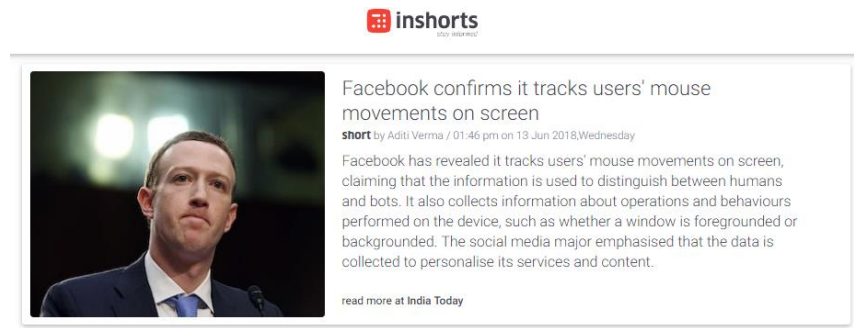 inshorts
stay informed
Facebook confirms it tracks users' mouse
movements on screen
short by Aditi Verma / 01:46 pm on 13 Jun 2018,Wednesday
Facebook has revealed it tracks users' mouse movements on screen,
claiming that the information is used to distinguish between humans
and bots. It also collects information about operations and behaviours
performed on the device, such as whether a window is foregrounded or
backgrounded. The social media major emphasised that the data is
collected to personalise its services and content.
read more at India Today